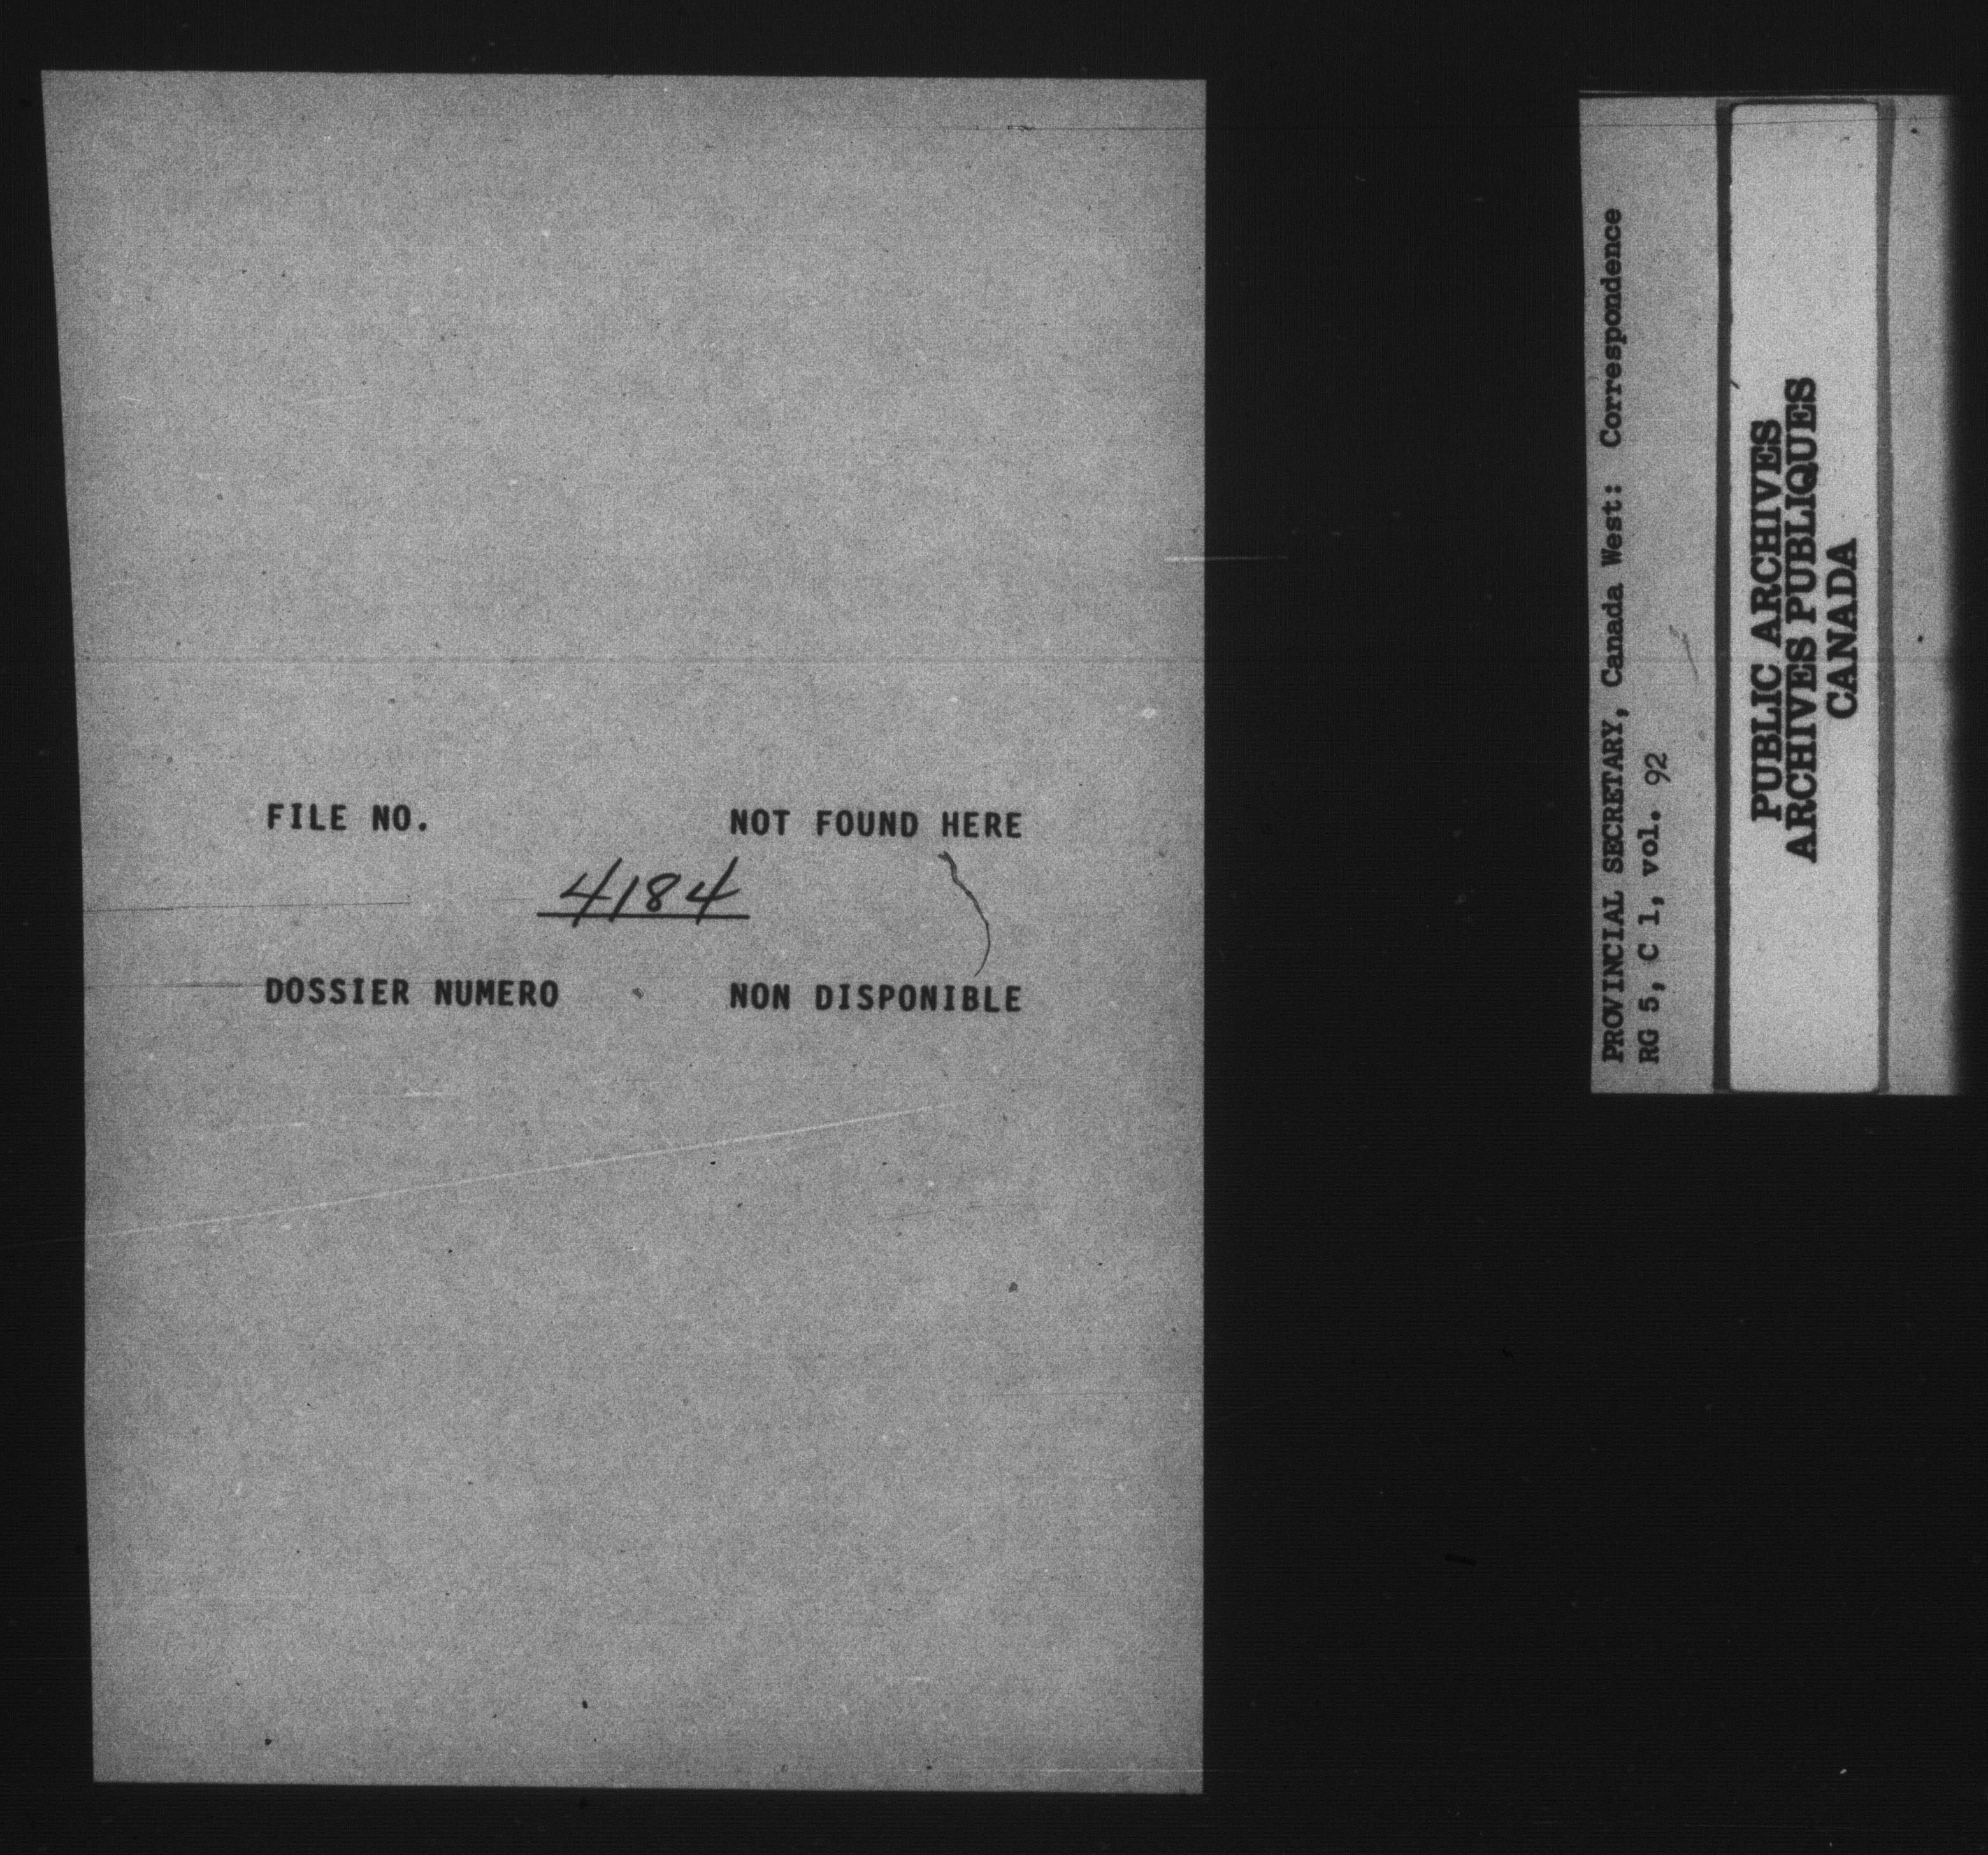 FILE NO. NOT FOUND HERE
4184
DOSSIER NUMERO NON DISPONIBLE
PROVINCIAL SECRETARY, Canada West: Correspondence
RG 5, C 1, vol. 92
PUBLIC ARCHIVES
ARCHIVES PUBLIQUES
CANADA